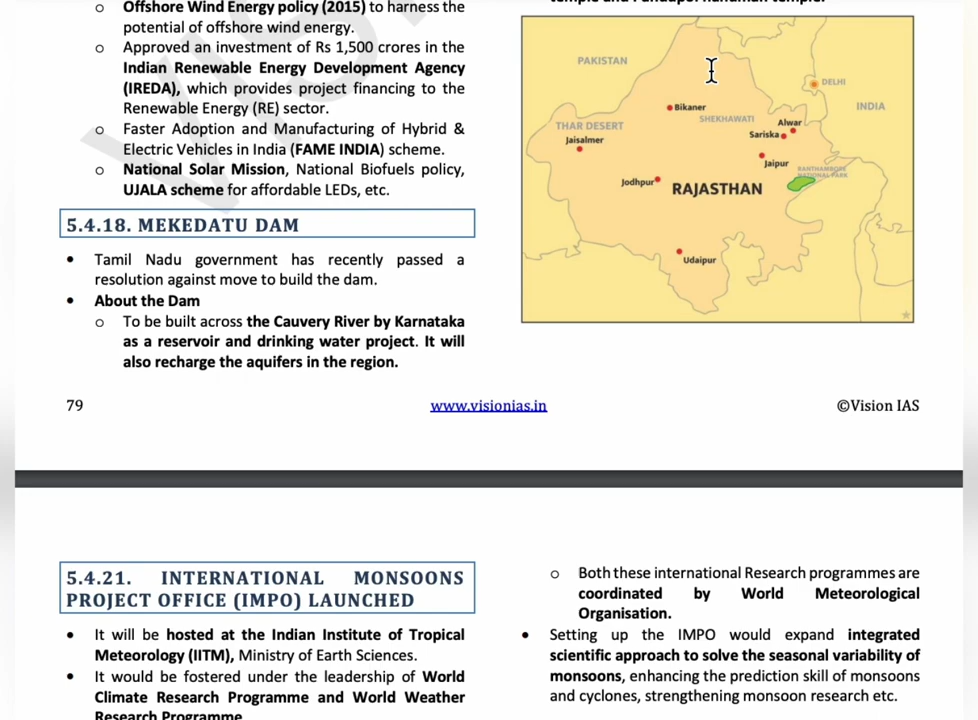 o Offshore Wind Energy policy (2015) to harness the
potential of offshore wind energy.
o Approved an investment of Rs 1,500 crores in the
Indian Renewable Energy Development Agency
(IREDA), which provides project financing to the
Renewable Energy (RE) sector.
o Faster Adoption and Manufacturing of Hybrid &
Electric Vehicles in India (FAME INDIA) scheme.
o National Solar Mission, National Biofuels policy,
UJALA scheme for affordable LEDs, etc.
5.4.18. MEKEDATU DAM
• Tamil Nadu government has recently passed a
resolution against move to build the dam.
• About the Dam
o To be built across the Cauvery River by Karnataka
as a reservoir and drinking water project. It will
also recharge the aquifers in the region.
PAKISTAN
DELHI
Bikaner
INDIA
SHEKHAWATI
THAR DESERT
Alwar
Jaisalmer
Sariska
Jaipur
RANTHAMBORE
NATIONAL PARK
Jodhpur
RAJASTHAN
Udaipur
79
www.visionias.in
©Vision IAS
5.4.21. INTERNATIONAL MONSOONS
PROJECT OFFICE (IMPO) LAUNCHED
• It will be hosted at the Indian Institute of Tropical
Meteorology (IITM), Ministry of Earth Sciences.
• It would be fostered under the leadership of World
Climate Research Programme and World Weather
Research Programme
o Both these international Research programmes are
coordinated by World Meteorological
Organisation.
• Setting up the IMPO would expand integrated
scientific approach to solve the seasonal variability of
monsoons, enhancing the prediction skill of monsoons
and cyclones, strengthening monsoon research etc.